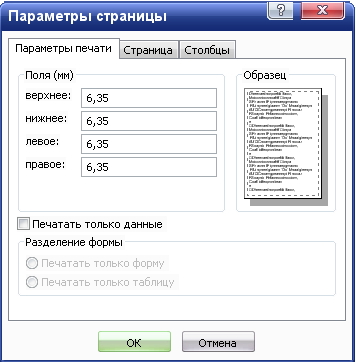 Параметры страницы
Параметры печати Страница Столбцы
Поля (мм) Образец
верхнее: 6,35
нижнее: 6,35
левое: 6,35
правое: 6,35
Печатать только данные
Разделение формы
Печатать только форму
Печатать только таблицу
OK Отмена